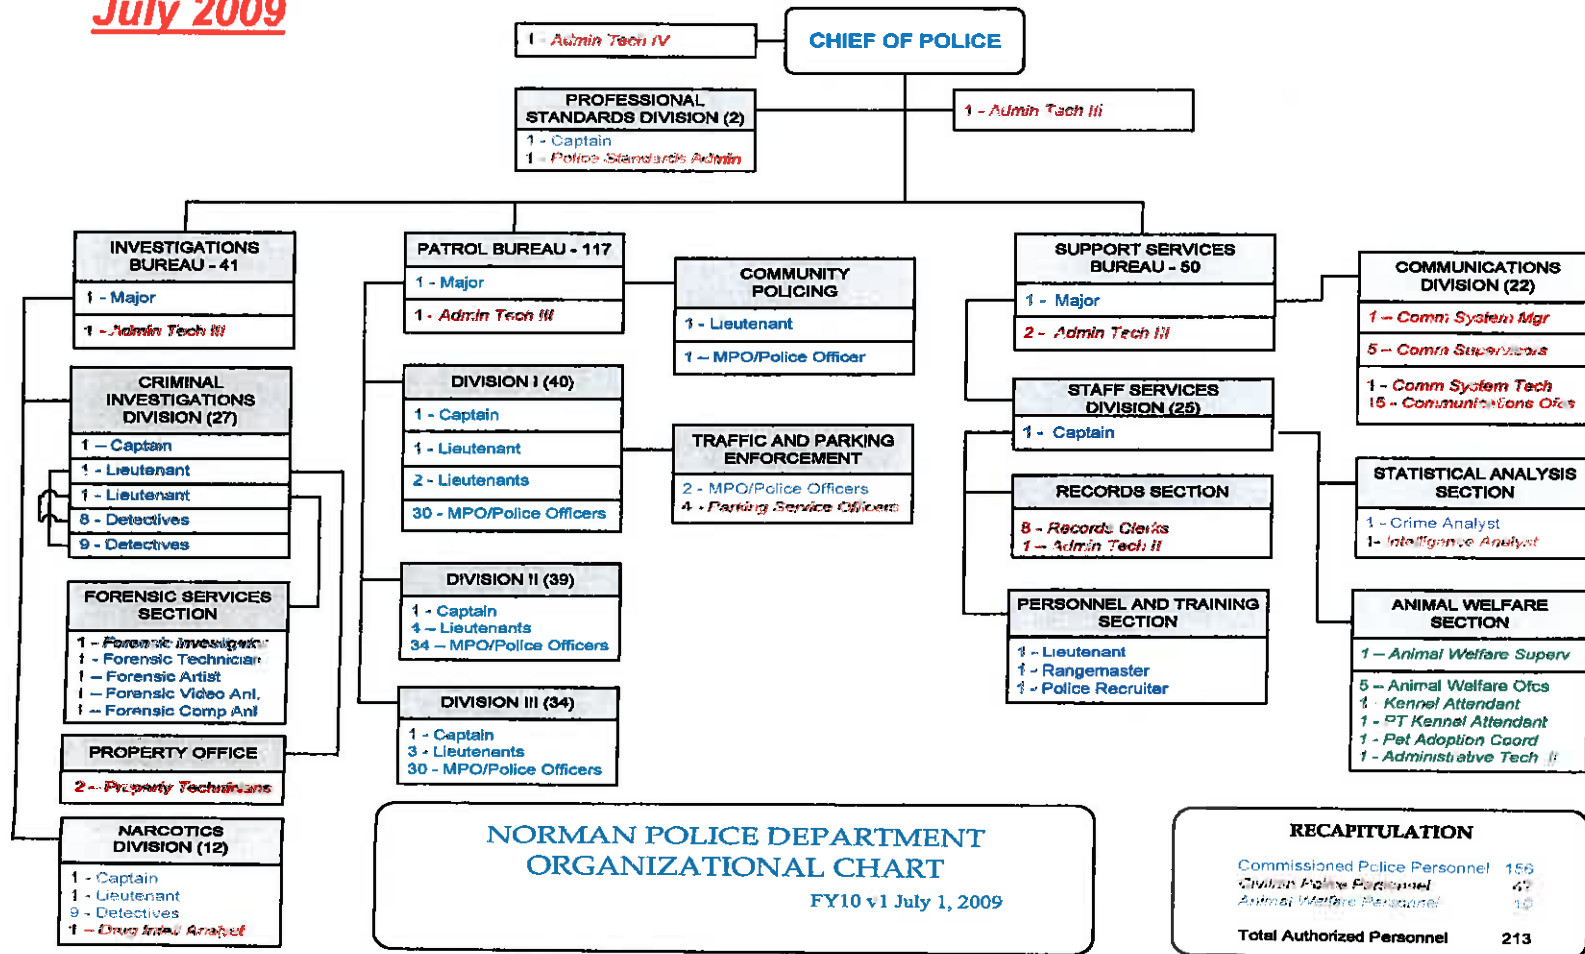 July 2009
1 - Admin Tech IV
CHIEF OF POLICE
PROFESSIONAL
STANDARDS DIVISION (2)
1 - Captain
1 - Police Standards Admin
1 - Admin Tech III
INVESTIGATIONS
BUREAU - 41
1 - Major
1 - Admin Tech III
CRIMINAL
INVESTIGATIONS
DIVISION (27)
1 – Captain
1 - Lieutenant
1 - Lieutenant
8 - Detectives
9 - Detectives
FORENSIC SERVICES
SECTION
1 - Forensic Investigator
1 - Forensic Technician
1 – Forensic Artist
1 – Forensic Video Anl.
1 – Forensic Comp Anl
PROPERTY OFFICE
2 – Property Technicians
NARCOTICS
DIVISION (12)
1 - Captain
1 - Lieutenant
9 - Detectives
1 – Drug Intell Analyst
PATROL BUREAU - 117
1 - Major
1 - Admin Tech III
DIVISION I (40)
1 - Captain
1 - Lieutenant
2 - Lieutenants
30 - MPO/Police Officers
DIVISION II (39)
1 - Captain
4 – Lieutenants
34 – MPO/Police Officers
DIVISION III (34)
1 - Captain
3 - Lieutenants
30 - MPO/Police Officers
COMMUNITY
POLICING
1 - Lieutenant
1 – MPO/Police Officer
TRAFFIC AND PARKING
ENFORCEMENT
2 - MPO/Police Officers
4 - Parking Service Officers
SUPPORT SERVICES
BUREAU - 50
1 - Major
2 - Admin Tech III
STAFF SERVICES
DIVISION (25)
1 - Captain
RECORDS SECTION
8 - Records Clerks
1 – Admin Tech II
PERSONNEL AND TRAINING
SECTION
1 - Lieutenant
1 - Rangemaster
1 - Police Recruiter
COMMUNICATIONS
DIVISION (22)
1 – Comm System Mgr
5 – Comm Supervisors
1 - Comm System Tech
15 - Communications Ofcs
STATISTICAL ANALYSIS
SECTION
1 - Crime Analyst
1- Intelligence Analyst
ANIMAL WELFARE
SECTION
1 – Animal Welfare Superv
5 – Animal Welfare Ofcs
1 - Kennel Attendant
1 - PT Kennel Attendant
1 - Pet Adoption Coord
1 - Administrative Tech II
NORMAN POLICE DEPARTMENT
ORGANIZATIONAL CHART
FY10 v1 July 1, 2009
RECAPITULATION
Commissioned Police Personnel 156
Civilian Police Personnel 47
Animal Welfare Personnel 10
Total Authorized Personnel 213